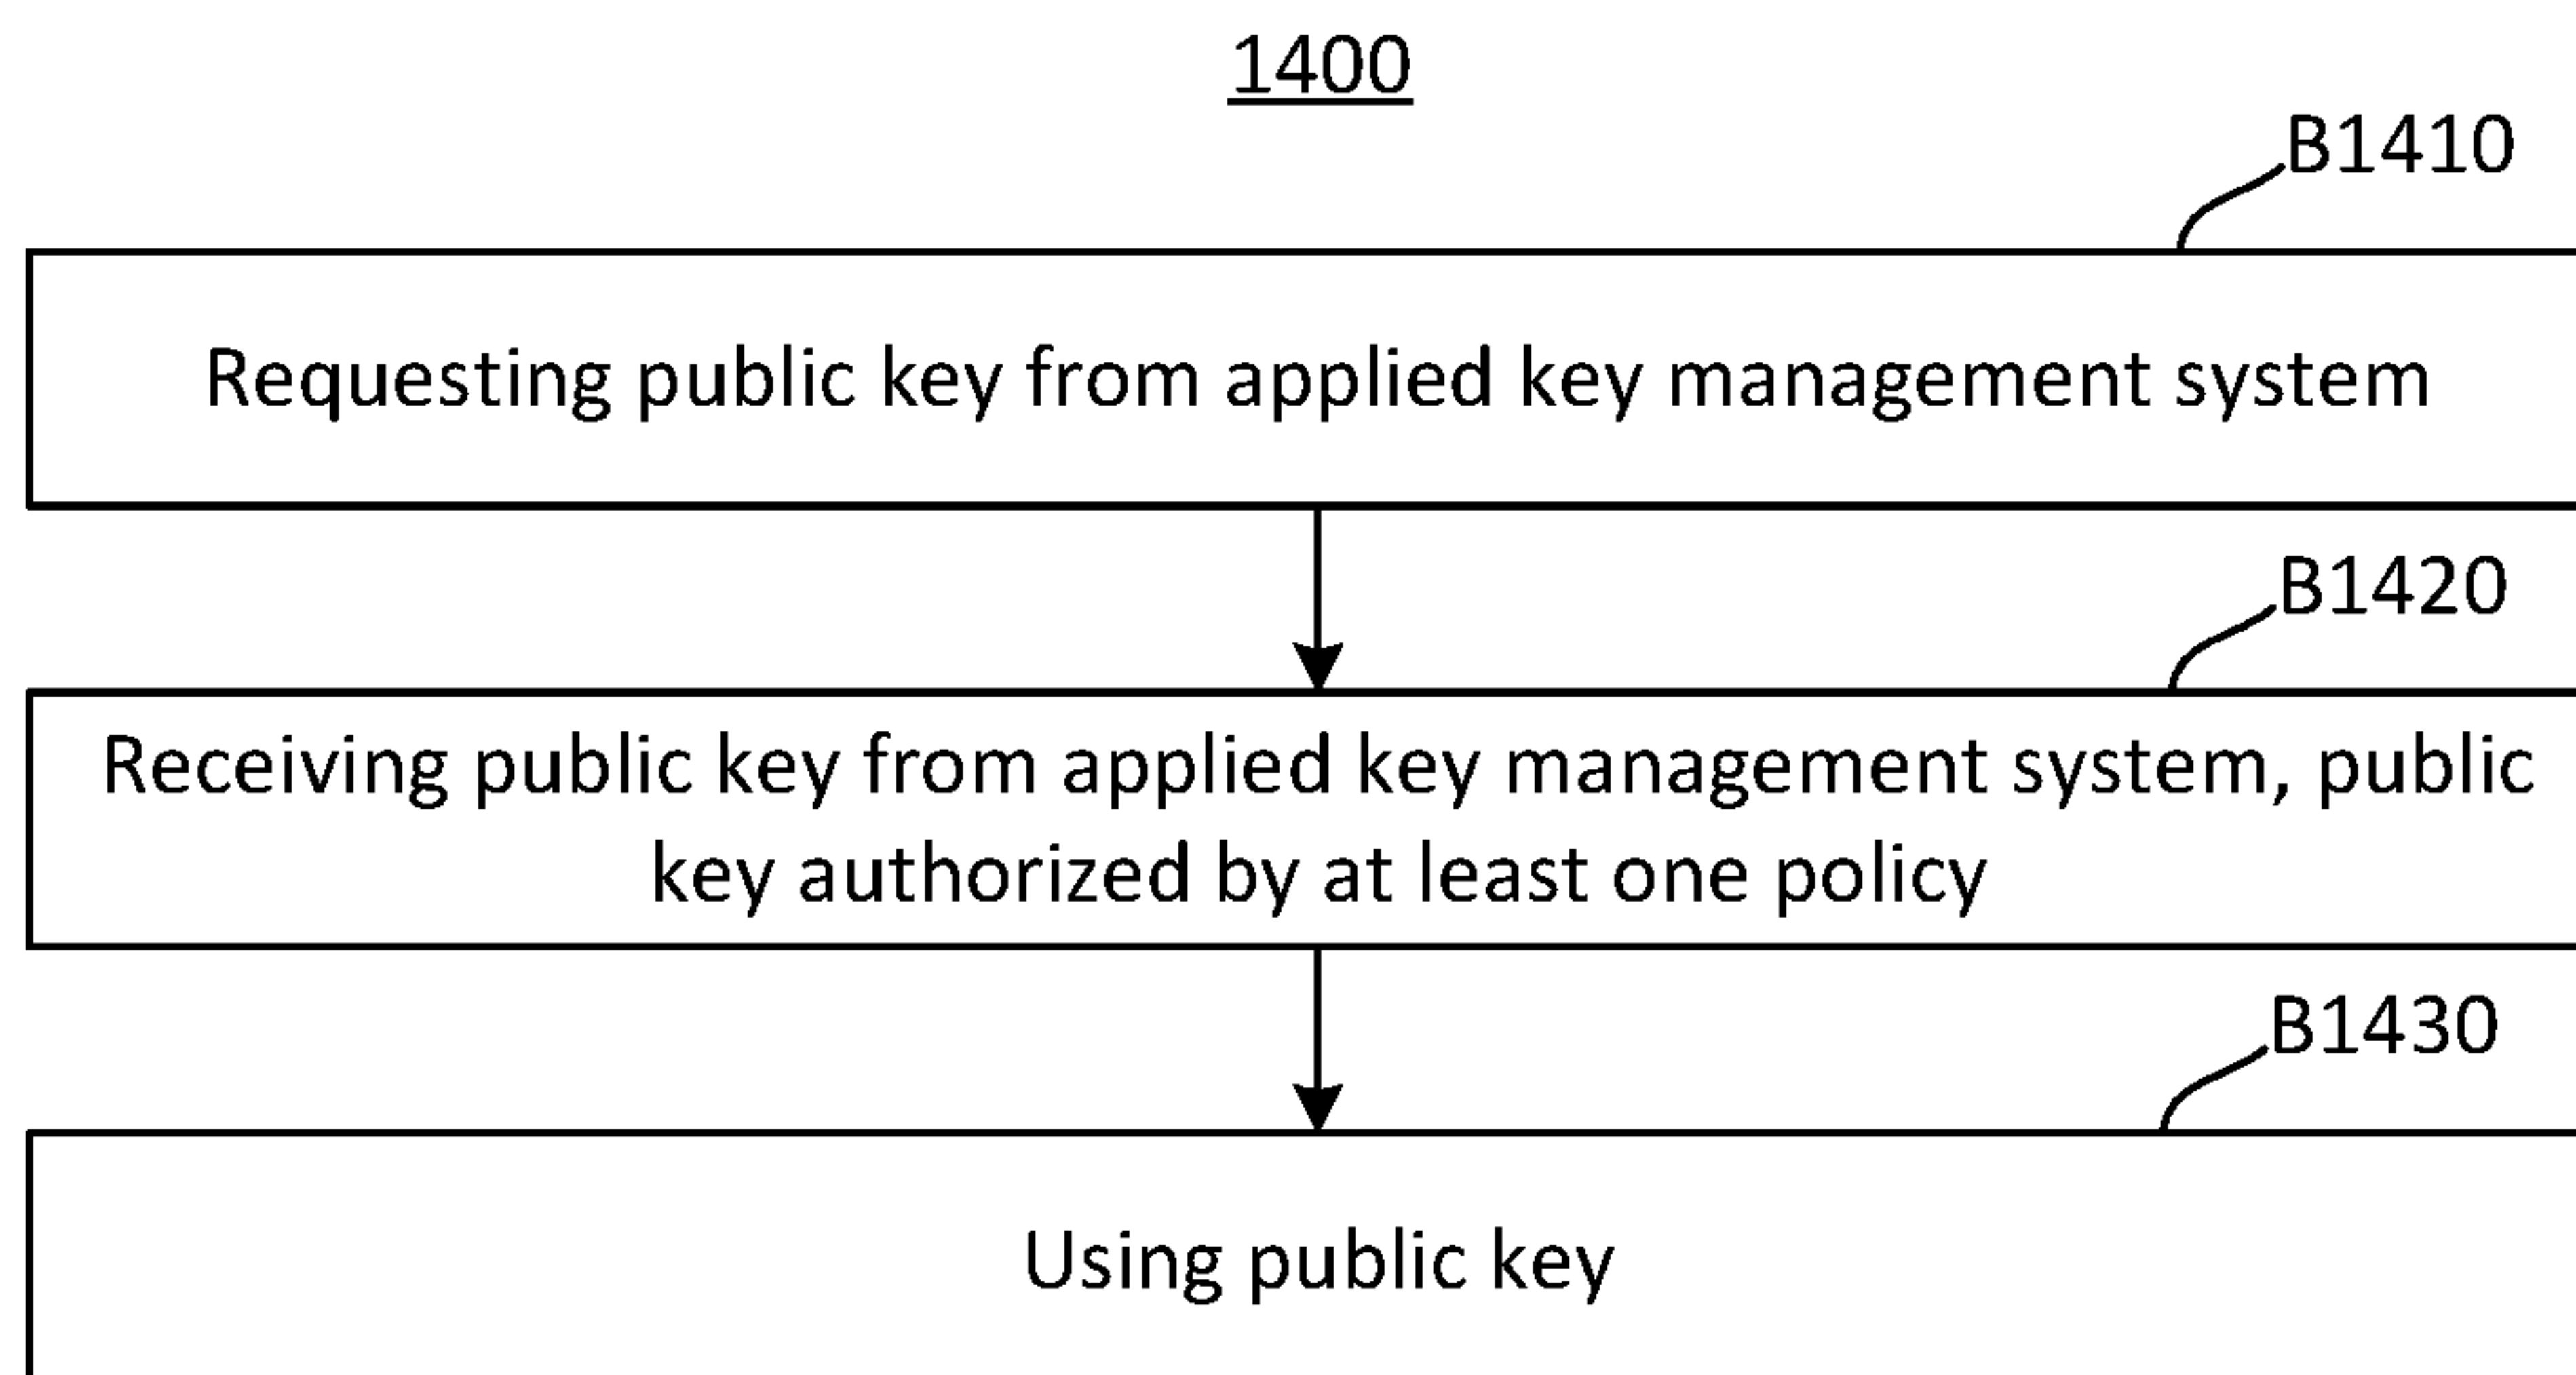 1400
B1410
Requesting public key from applied key management system
B1420
Receiving public key from applied key management system, public
key authorized by at least one policy
B1430
Using public key